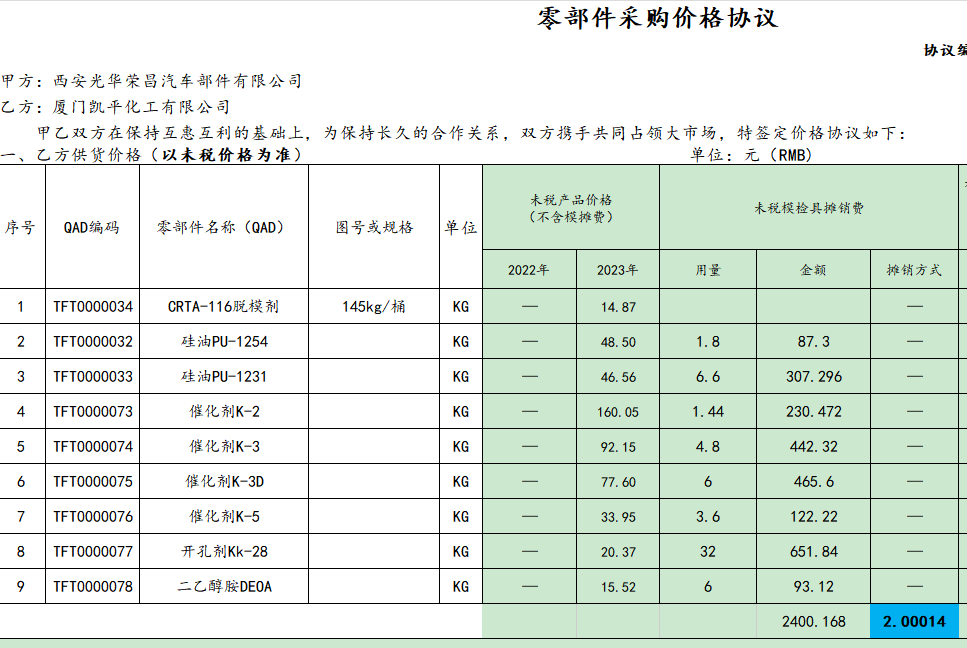 零部件采购价格协议
协议编
甲方：西安光华荣昌汽车部件有限公司
乙方：厦门凯平化工有限公司
甲乙双方在保持互惠互利的基础上，为保持长久的合作关系，双方携手共同占领大市场，特签定价格协议如下：
一、乙方供货价格（以未税价格为准） 单位：元（RMB）
序号 QAD编码 零部件名称（QAD） 图号或规格 单位 未税产品价格（不含模摊费） 未税模检具摊销费
2022年 2023年 用量 金额 摊销方式
1 TFT0000034 CRTA-116脱模剂 145kg/桶 KG — 14.87 —
2 TFT0000032 硅油PU-1254 KG — 48.50 1.8 87.3 —
3 TFT0000033 硅油PU-1231 KG — 46.56 6.6 307.296 —
4 TFT0000073 催化剂K-2 KG — 160.05 1.44 230.472 —
5 TFT0000074 催化剂K-3 KG — 92.15 4.8 442.32 —
6 TFT0000075 催化剂K-3D KG — 77.60 6 465.6 —
7 TFT0000076 催化剂K-5 KG — 33.95 3.6 122.22 —
8 TFT0000077 开孔剂Kk-28 KG — 20.37 32 651.84 —
9 TFT0000078 二乙醇胺DEOA KG — 15.52 6 93.12 —
2400.168 2.00014